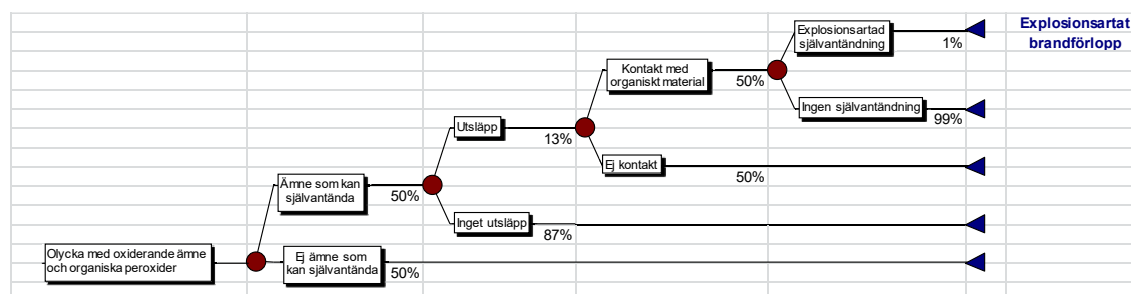 Explosionsartad
självantändning
1%
Explosionsartat
brandförlopp
Kontakt med
organiskt material
50%
Ingen självantändning
99%
Utsläpp
13%
Ej kontakt
50%
Ämne som kan
självantända
50%
Inget utsläpp
87%
Olycka med oxiderande ämne
och organiska peroxider
Ej ämne som
kan självantända
50%